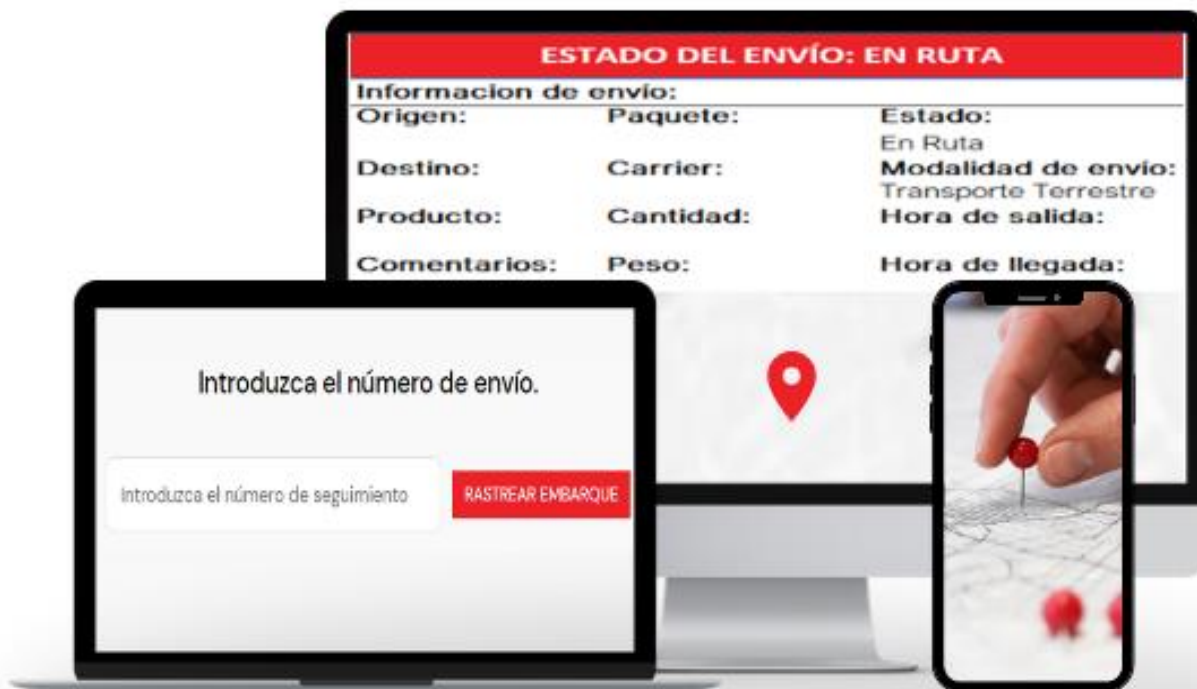 ESTADO DEL ENVÍO: EN RUTA
Informacion de envío:
Origen: Paquete: Estado:
En Ruta
Destino: Carrier: Modalidad de envío:
Transporte Terrestre
Producto: Cantidad: Hora de salida:
Comentarios: Peso: Hora de llegada:
Introduzca el número de envío.
Introduzca el número de seguimiento RASTREAR EMBARQUE